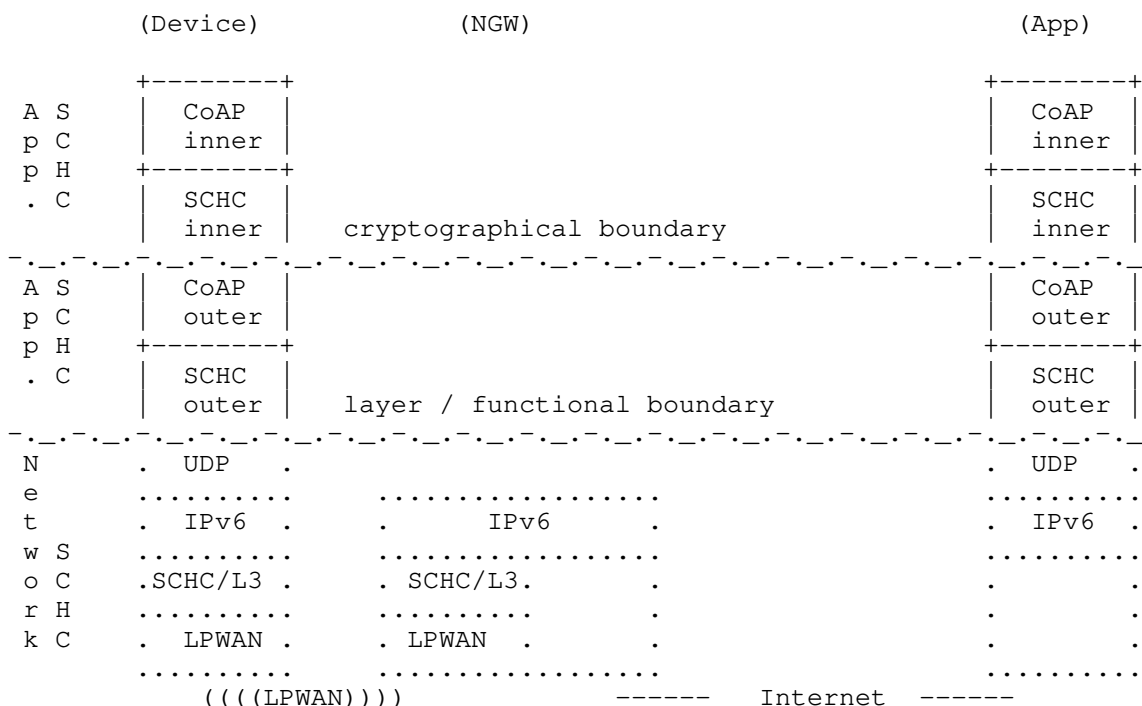 (Device)            (NGW)                                (App)

         +--------+                                            +--------+
 A S     |  CoAP  |                                            |  CoAP  |
 p C     |  inner |                                            |  inner |
 p H     +--------+                                            +--------+
 . C     |  SCHC  |                                            |  SCHC  |
         |  inner |   cryptographical boundary                 |  inner |
-._.-._.-._.-._.-._.-._.-._.-._.-._.-._.-._.-._.-._.-._.-._.-._.-._.-._
 A S     |  CoAP  |                                            |  CoAP  |
 p C     |  outer |                                            |  outer |
 p H     +--------+                                            +--------+
 . C     |  SCHC  |                                            |  SCHC  |
         |  outer |   layer / functional boundary              |  outer |
-._.-._.-._.-._.-._.-._.-._.-._.-._.-._.-._.-._.-._.-._.-._.-._.-._.-._
 N       .  UDP   .                                            .  UDP   .
 e       ..........     ..................                     ..........
 t       .  IPv6  .     .      IPv6      .                     .  IPv6  .
 w S     ..........     ..................                     ..........
 o C     .SCHC/L3 .     . SCHC/L3.       .                     .        .
 r H     ..........     ..........       .                     .        .
 k C     .  LPWAN .     . LPWAN  .       .                     .        .
         ..........     ..................                     ..........
             ((((LPWAN))))             ------   Internet  ------